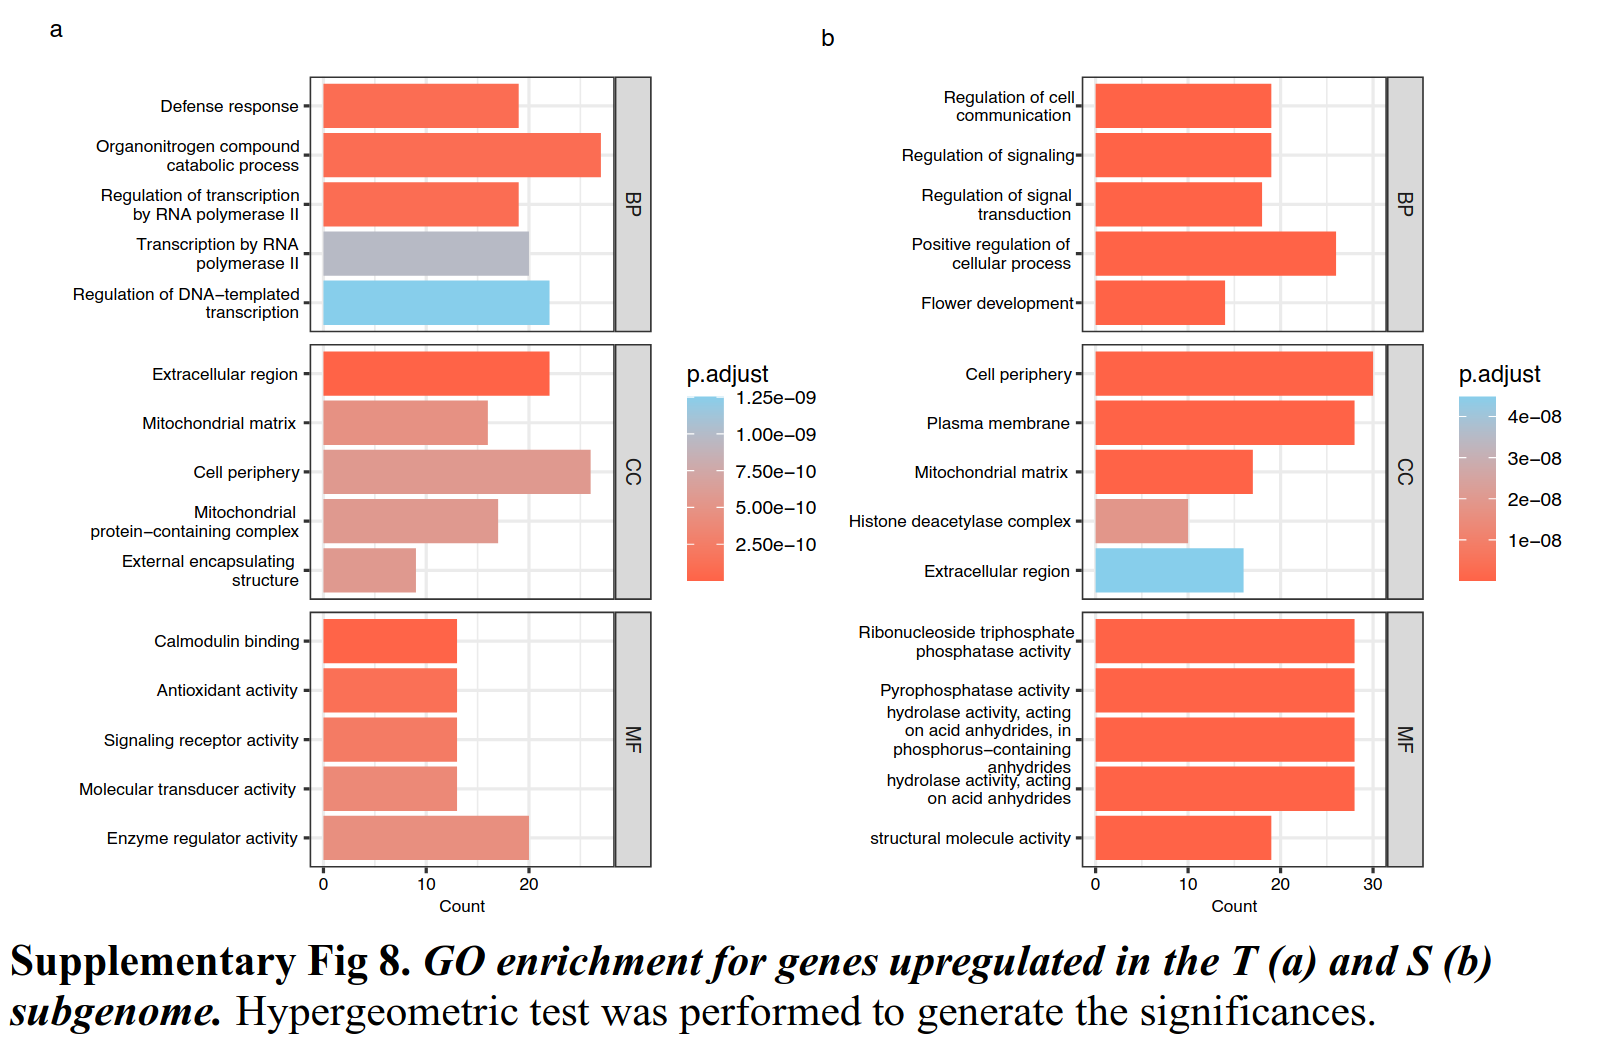 a
Defense response
Organonitrogen compound
catabolic process
Regulation of transcription
by RNA polymerase II
Transcription by RNA
polymerase II
Regulation of DNA−templated
transcription
BP
Extracellular region
Mitochondrial matrix
Cell periphery
Mitochondrial
protein−containing complex
External encapsulating
structure
CC
Calmodulin binding
Antioxidant activity
Signaling receptor activity
Molecular transducer activity
Enzyme regulator activity
MF
0 10 20
Count
p.adjust
1.25e−09
1.00e−09
7.50e−10
5.00e−10
2.50e−10
b
Regulation of cell
communication
Regulation of signaling
Regulation of signal
transduction
Positive regulation of
cellular process
Flower development
BP
Cell periphery
Plasma membrane
Mitochondrial matrix
Histone deacetylase complex
Extracellular region
CC
Ribonucleoside triphosphate
phosphatase activity
Pyrophosphatase activity
hydrolase activity, acting
on acid anhydrides, in
phosphorus−containing
anhydrides
hydrolase activity, acting
on acid anhydrides
structural molecule activity
MF
0 10 20 30
Count
p.adjust
4e−08
3e−08
2e−08
1e−08
Supplementary Fig 8. GO enrichment for genes upregulated in the T (a) and S (b)
subgenome. Hypergeometric test was performed to generate the significances.